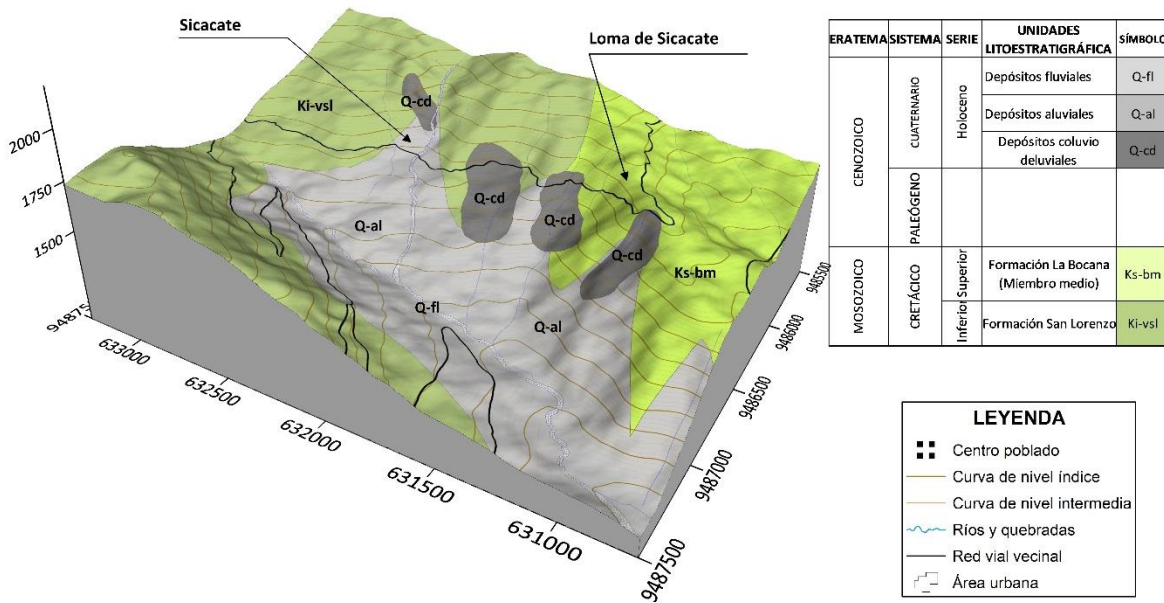 Sicacate
Loma de Sicacate
Ki-vsl
Q-cd
Q-cd
Q-cd
Q-cd
Q-al
Q-fl
Q-al
Ks-bm
2000
1750
1500
94875
633000
632500
632000
631500
631000
9487500
9487000
9486500
9486000
9485500
ERATEMA SISTEMA SERIE UNIDADES LITOESTRATIGRÁFICA SÍMBOLO
CENOZOICO
CUATERNARIO
Holoceno
Depósitos fluviales Q-fl
Depósitos aluviales Q-al
Depósitos coluvio
deluviales
Q-cd
PALEÓGENO
MOSOZOICO
CRETÁCICO
Superior
Formación La Bocana
(Miembro medio)
Ks-bm
Inferior
Formación San Lorenzo Ki-vsl
LEYENDA
Centro poblado
Curva de nivel índice
Curva de nivel intermedia
Ríos y quebradas
Red vial vecinal
Área urbana